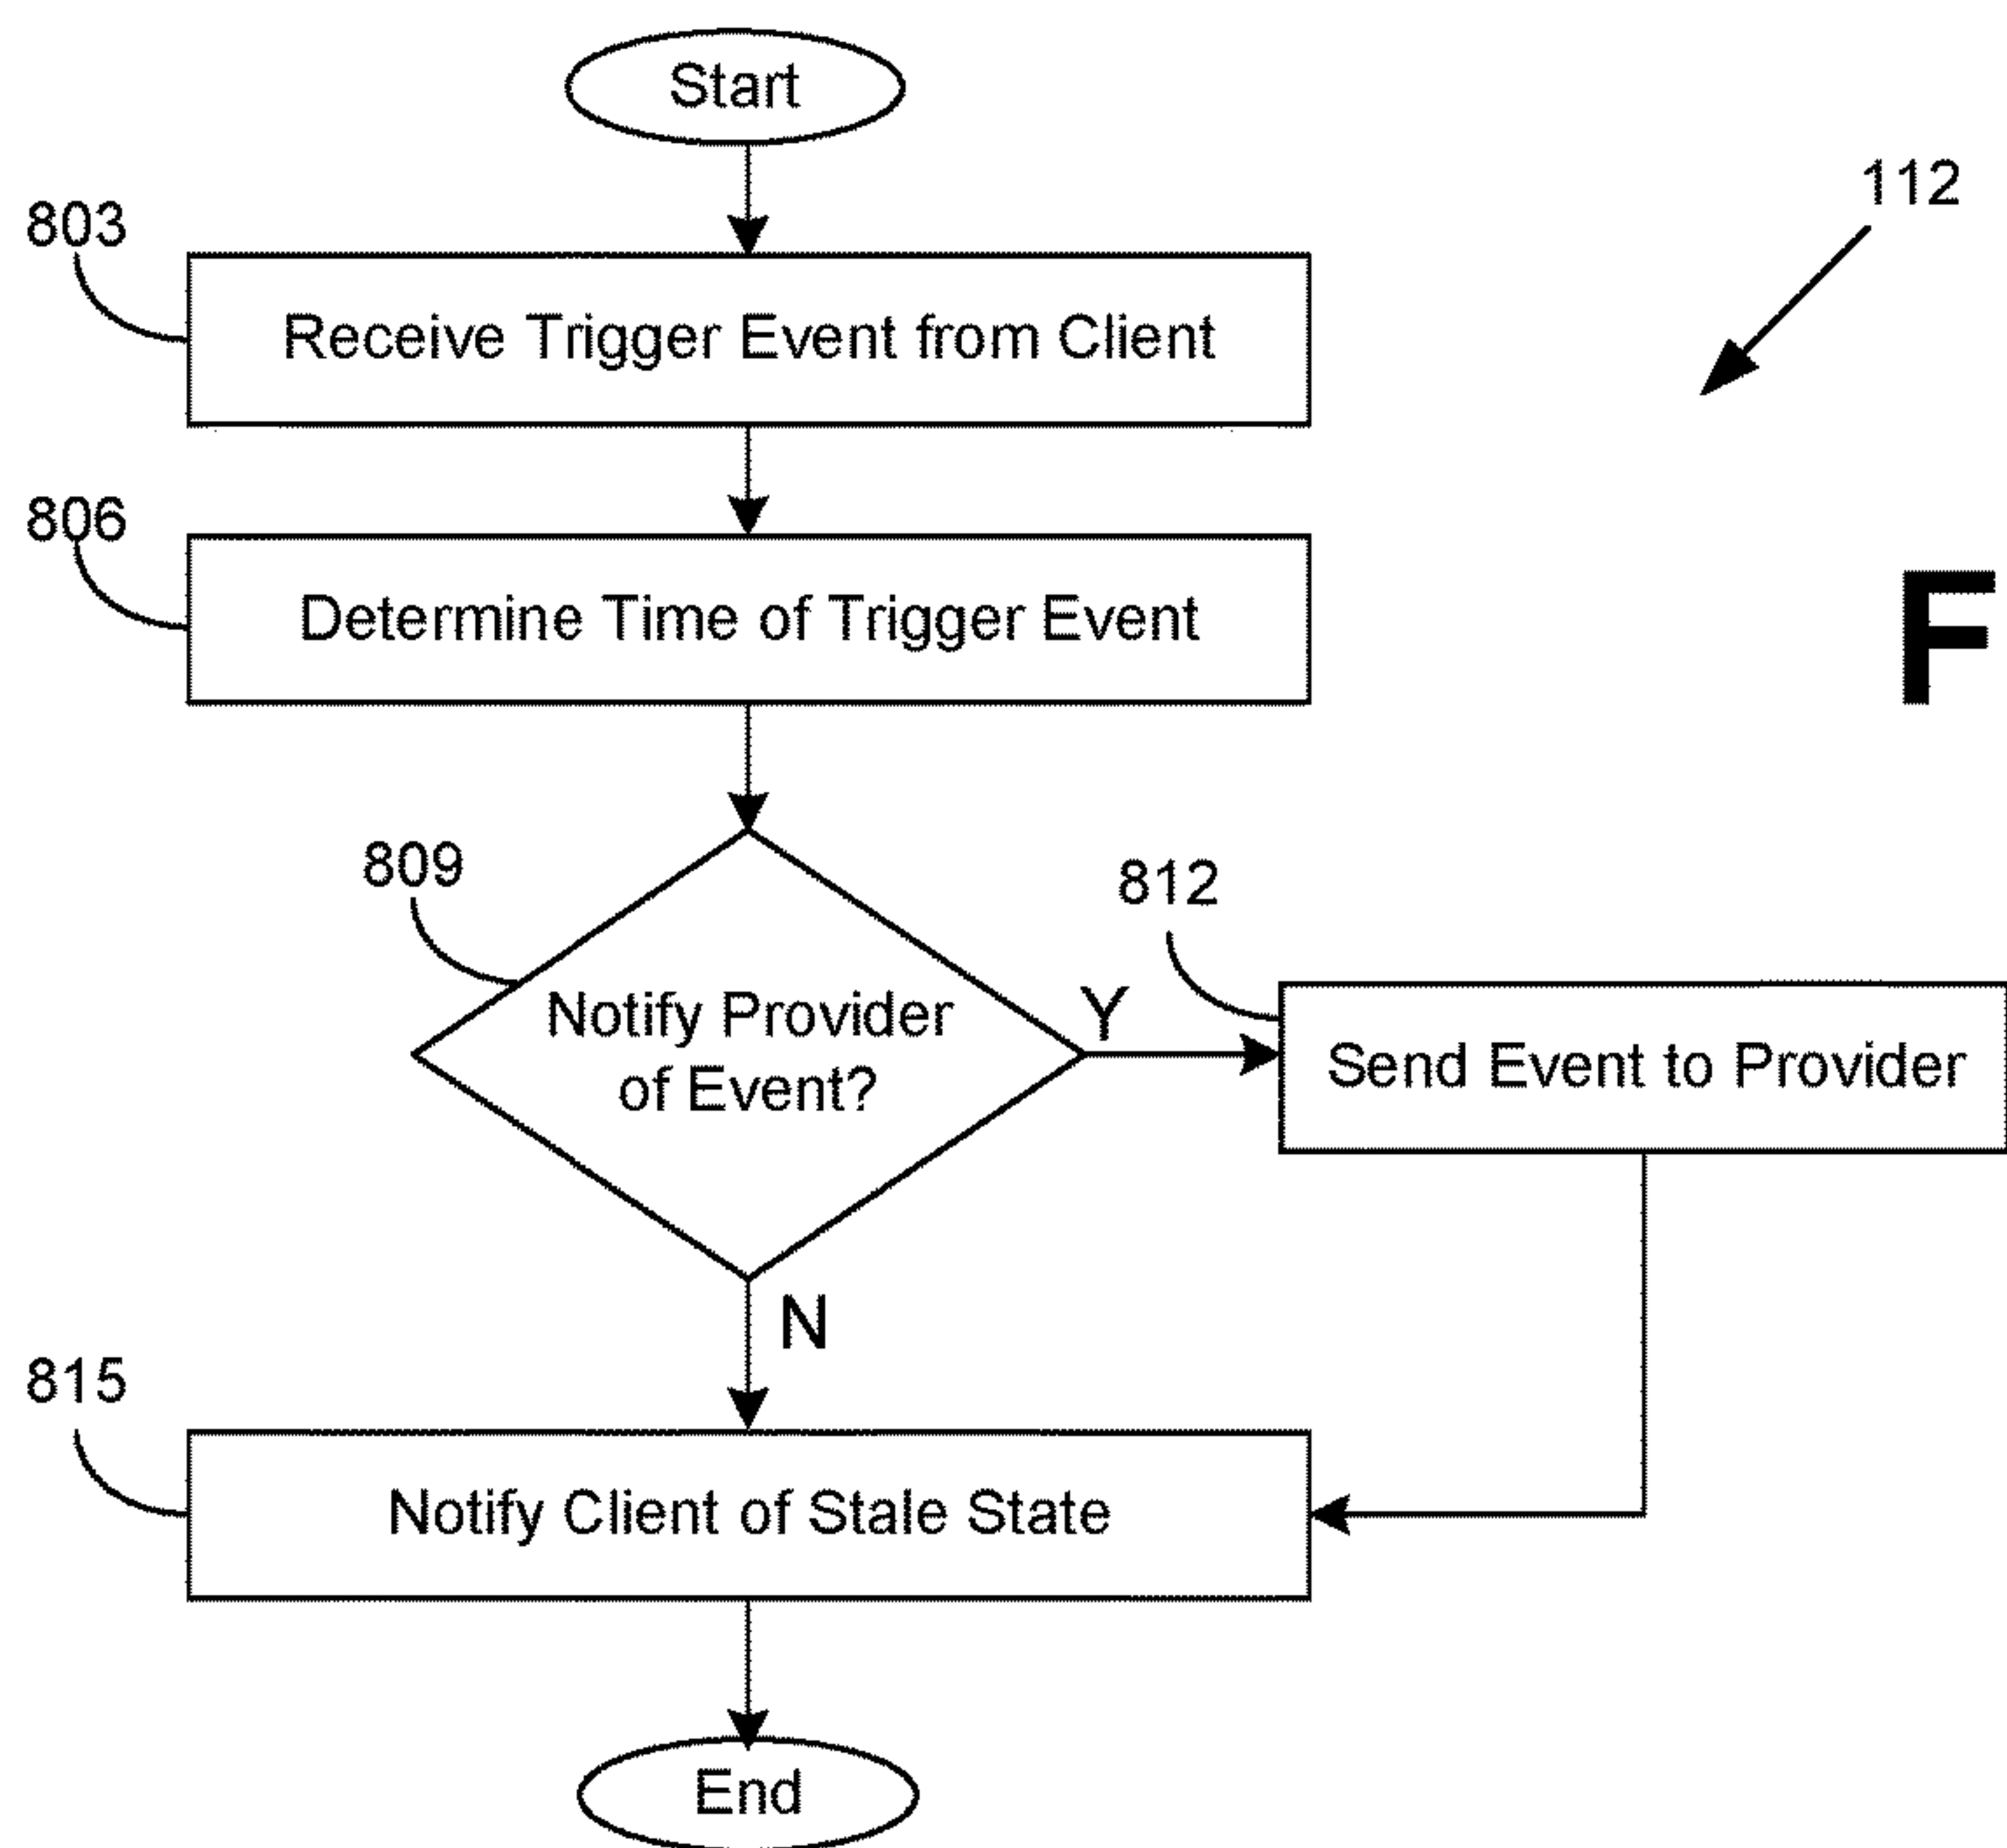 Start
112
803
Receive Trigger Event from Client
806
Determine Time of Trigger Event
F
809
Notify Provider
of Event?
Y
812
Send Event to Provider
N
815
Notify Client of Stale State
End